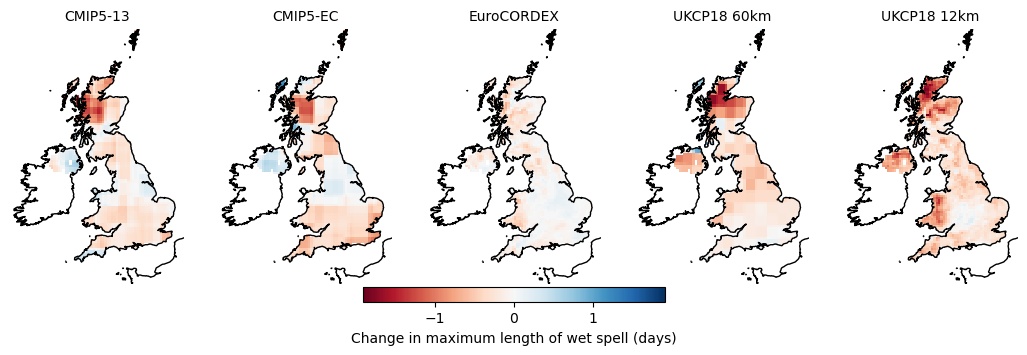 CMIP5-13 CMIP5-EC EuroCORDEX UKCP18 60km UKCP18 12km
−1 0 1
Change in maximum length of wet spell (days)